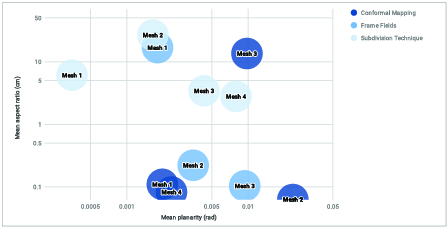 Conformal Mapping
Frame Fields
Subdivision Technique
Mean aspect ratio (cm)
50
10
5
1
0.5
0.1
Mesh 2
Mesh 1
Mesh 3
Mesh 1
Mesh 3
Mesh 4
Mesh 2
Mesh 1
Mesh 4
Mesh 3
Mesh 2
0.0005
0.001
0.005
0.01
0.05
Mean planarity (rad)